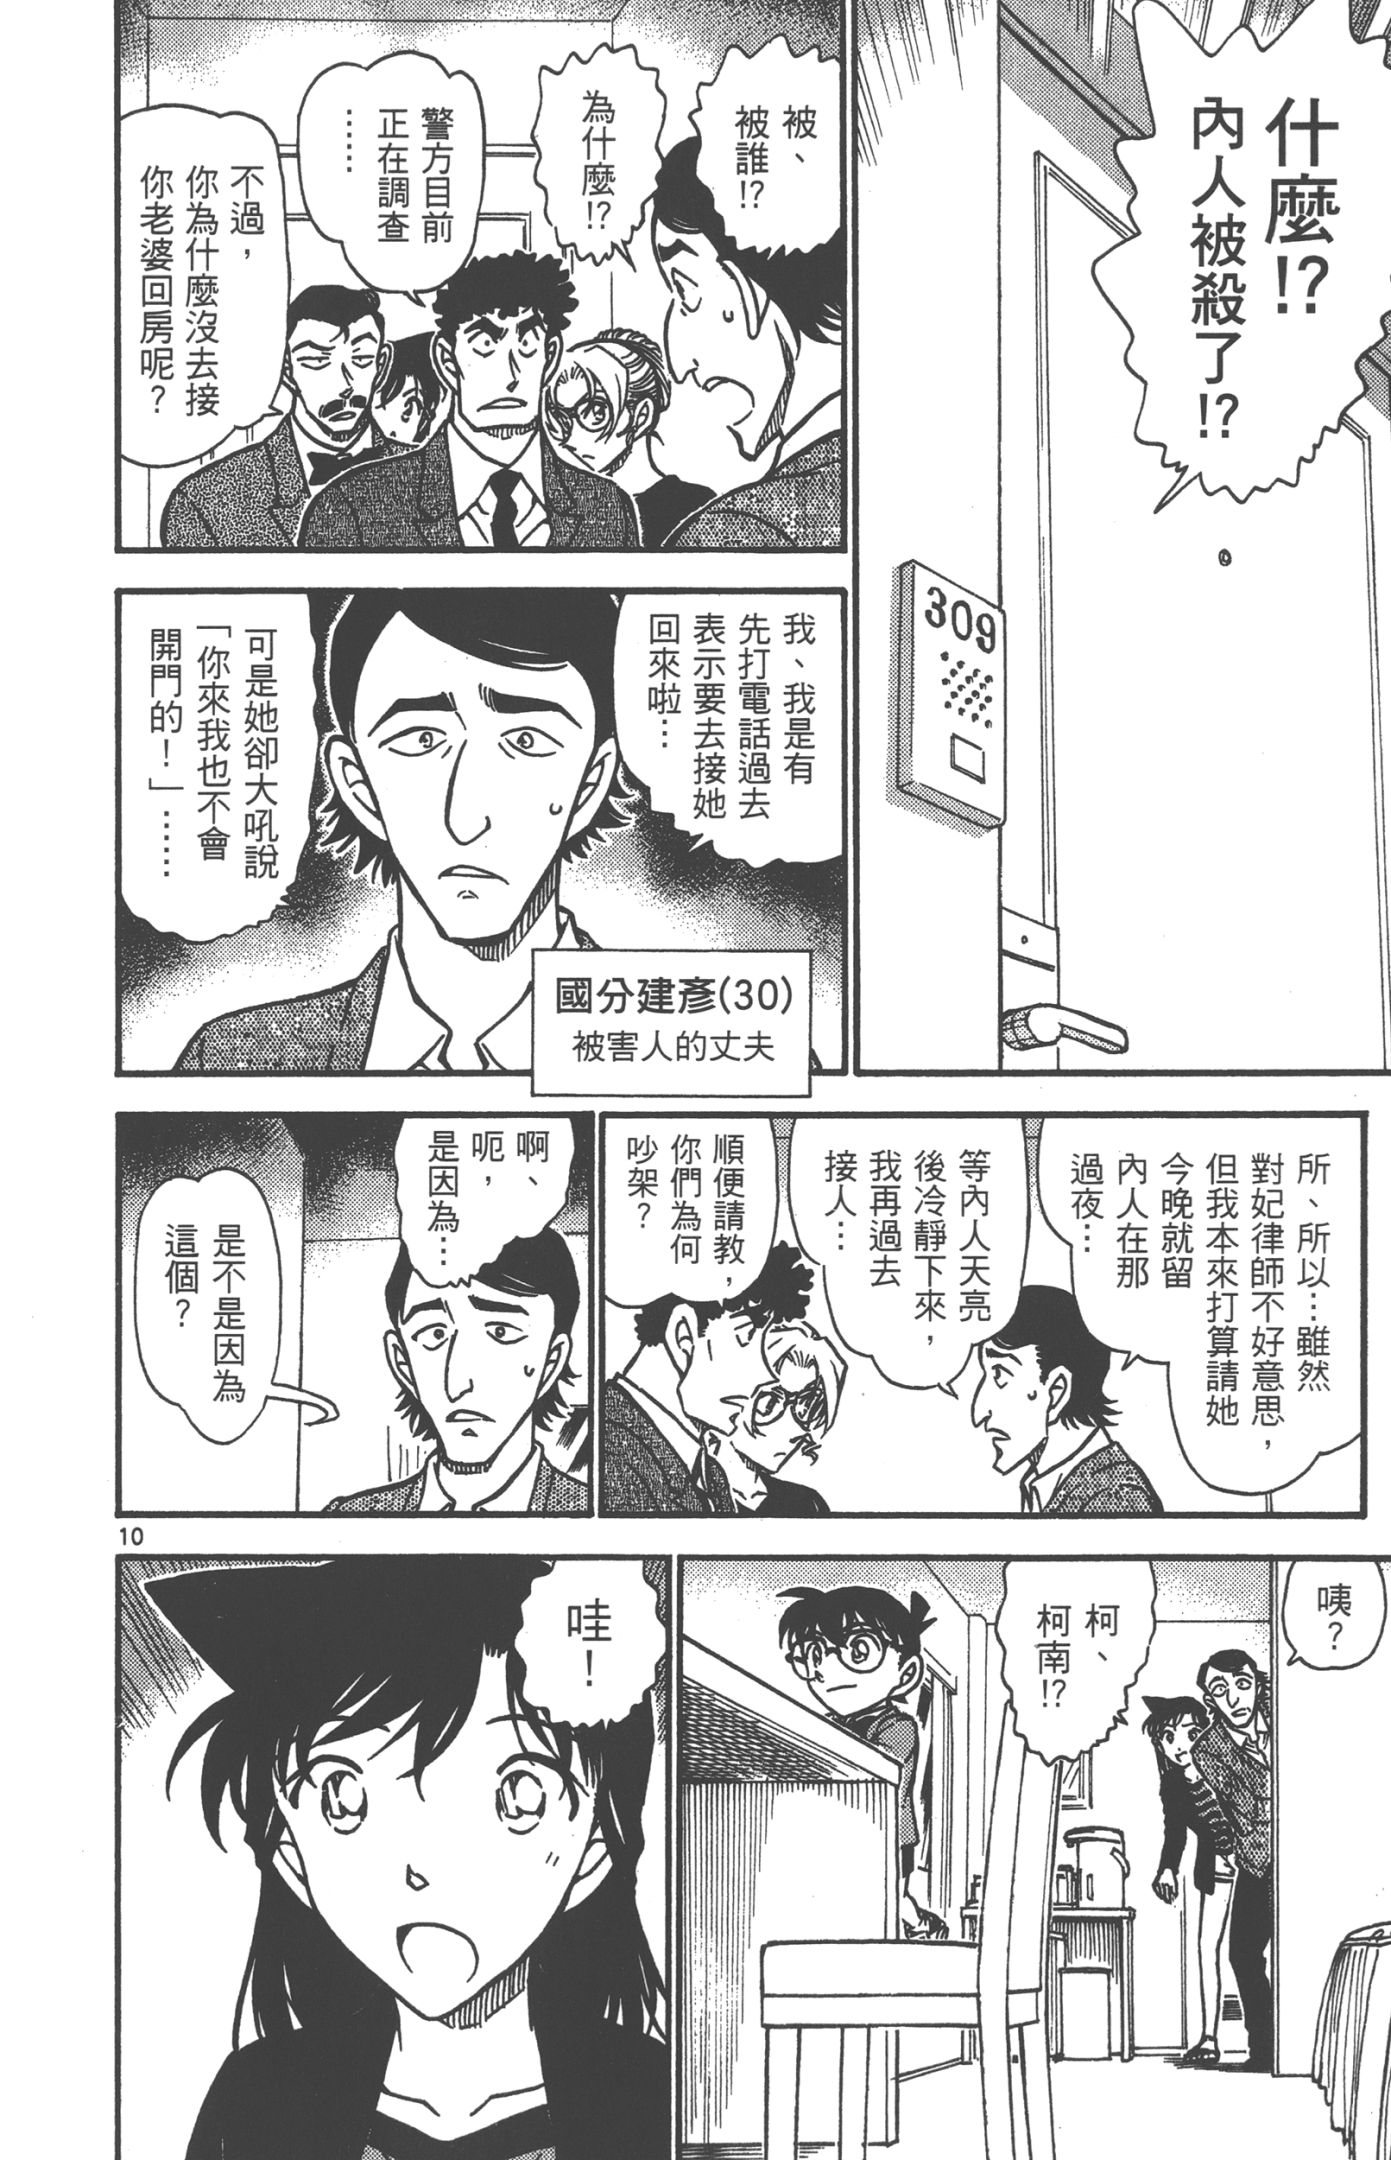 什麼!?
內人被殺了!?
309
被、
被誰!?
為什麼!?
警方目前
正在調查
……
不過，
你為什麼沒去接
你老婆回房呢？
我、我是有
先打電話過去
表示要去接她
回來啦…
可是她卻大吼說
「你來我也不會
開門的！」……
國分建彥(30)
被害人的丈夫
所、所以…雖然
對妃律師不好意思，
但我本來打算請她
今晚就留
內人在那
過夜…
等內人天亮
後冷靜下來，
我再過去
接人…
順便請教，
你們為何
吵架？
啊、
呃，
是因為…
是不是因為
這個？
10
咦？
柯、
柯南!?
哇！